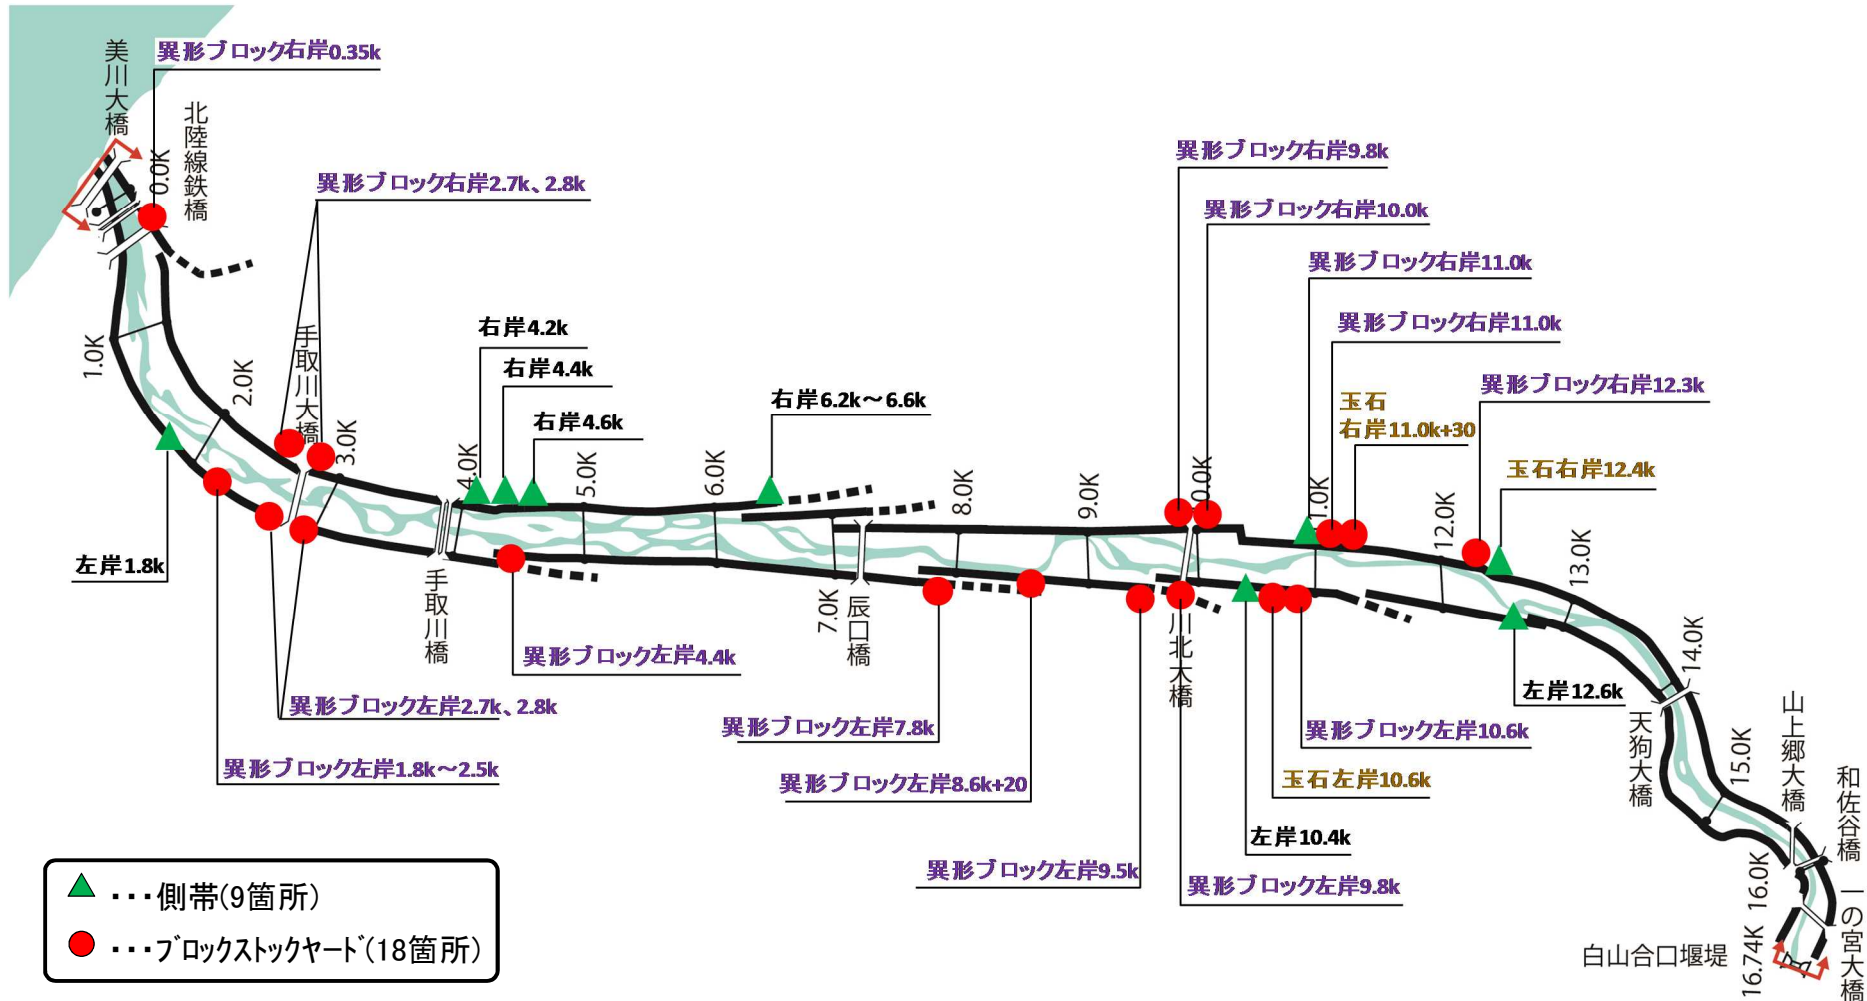 異形ブロック右岸0.35k
美川大橋
北陸線鉄橋
0.0K
異形ブロック右岸2.7k、2.8k
異形ブロック右岸9.8k
異形ブロック右岸10.0k
異形ブロック右岸11.0k
異形ブロック右岸11.0k
異形ブロック右岸12.3k
玉石
右岸11.0k+30
玉石右岸12.4k
右岸4.2k
右岸4.4k
右岸4.6k
右岸6.2k～6.6k
1.0K
2.0K
手取川大橋
3.0K
4.0K
5.0K
6.0K
7.0K
8.0K
9.0K
0.0K
1.0K
12.0K
13.0K
14.0K
15.0K
16.0K
16.74K
左岸1.8k
手取川橋
辰口橋
川北大橋
天狗大橋
山上郷大橋
和佐谷橋
一の宮大橋
白山合口堰堤
異形ブロック左岸4.4k
異形ブロック左岸2.7k、2.8k
異形ブロック左岸1.8k～2.5k
異形ブロック左岸7.8k
異形ブロック左岸8.6k+20
異形ブロック左岸9.5k
異形ブロック左岸9.8k
左岸10.4k
玉石左岸10.6k
異形ブロック左岸10.6k
左岸12.6k
・・・側帯(9箇所)
・・・ﾌﾞﾛｯｸｽﾄｯｸﾔｰﾄﾞ(18箇所)